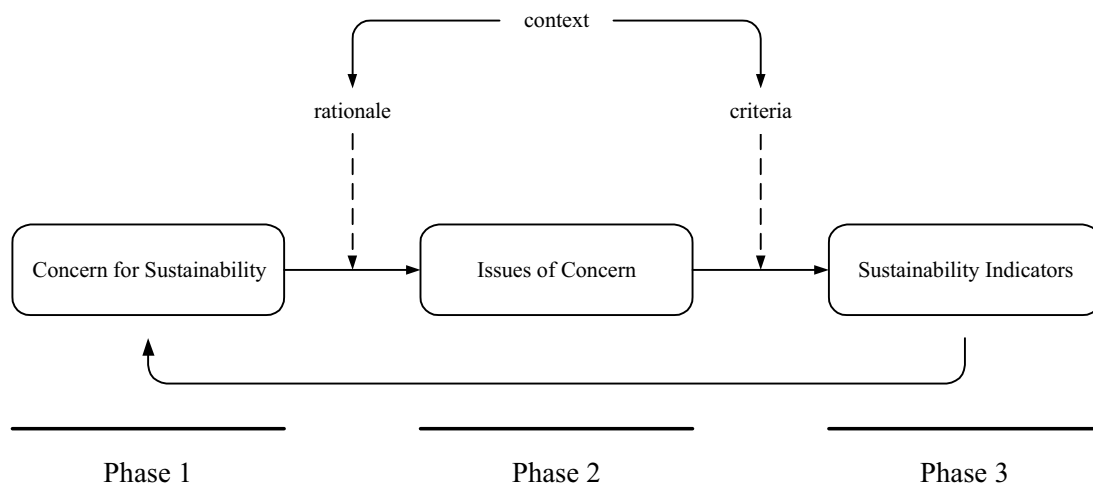 context
rationale
criteria
Concern for Sustainability
Issues of Concern
Sustainability Indicators
Phase 1
Phase 2
Phase 3